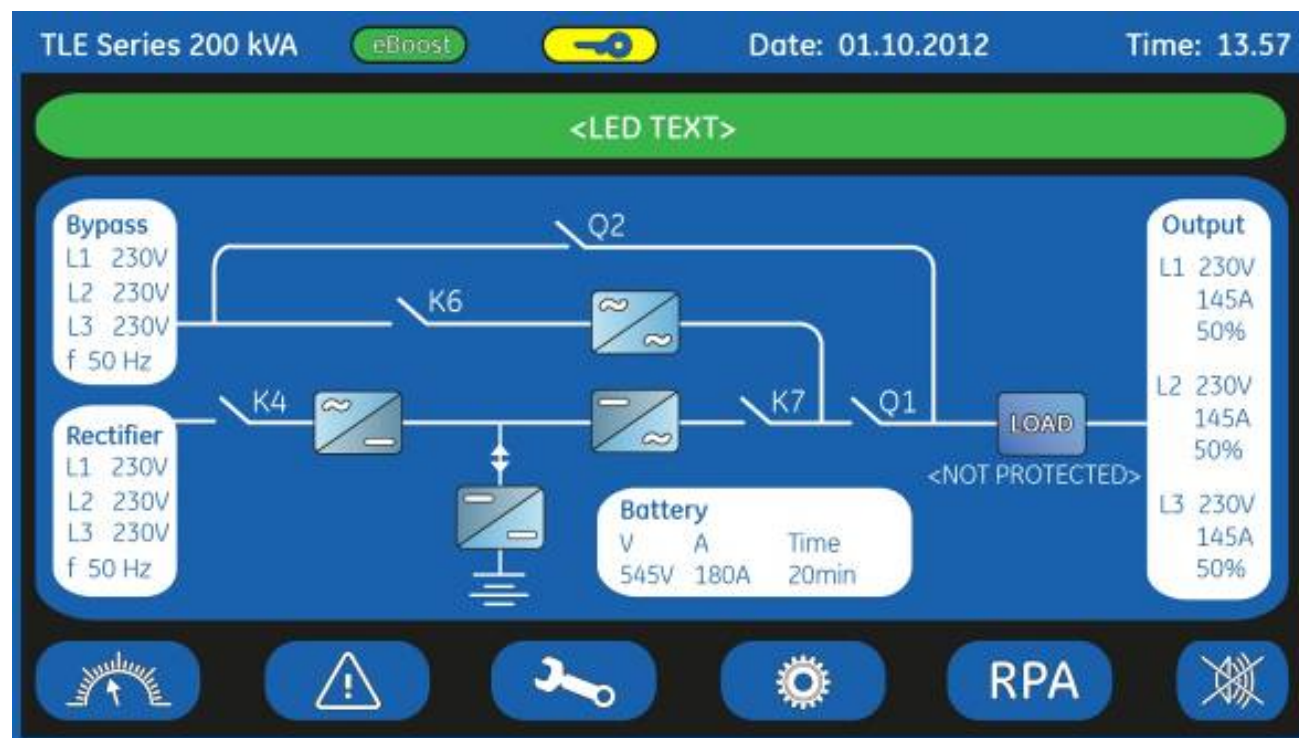 TLE Series 200 kVA eBoost Date: 01.10.2012 Time: 13.57
<LED TEXT>
Bypass
L1 230V
L2 230V
L3 230V
f 50 Hz
Q2
K6
Rectifier
L1 230V
L2 230V
L3 230V
f 50 Hz
K4
K7
Q1
LOAD
<NOT PROTECTED>
Battery
V A Time
545V 180A 20min
Output
L1 230V
145A
50%
L2 230V
145A
50%
L3 230V
145A
50%
RPA